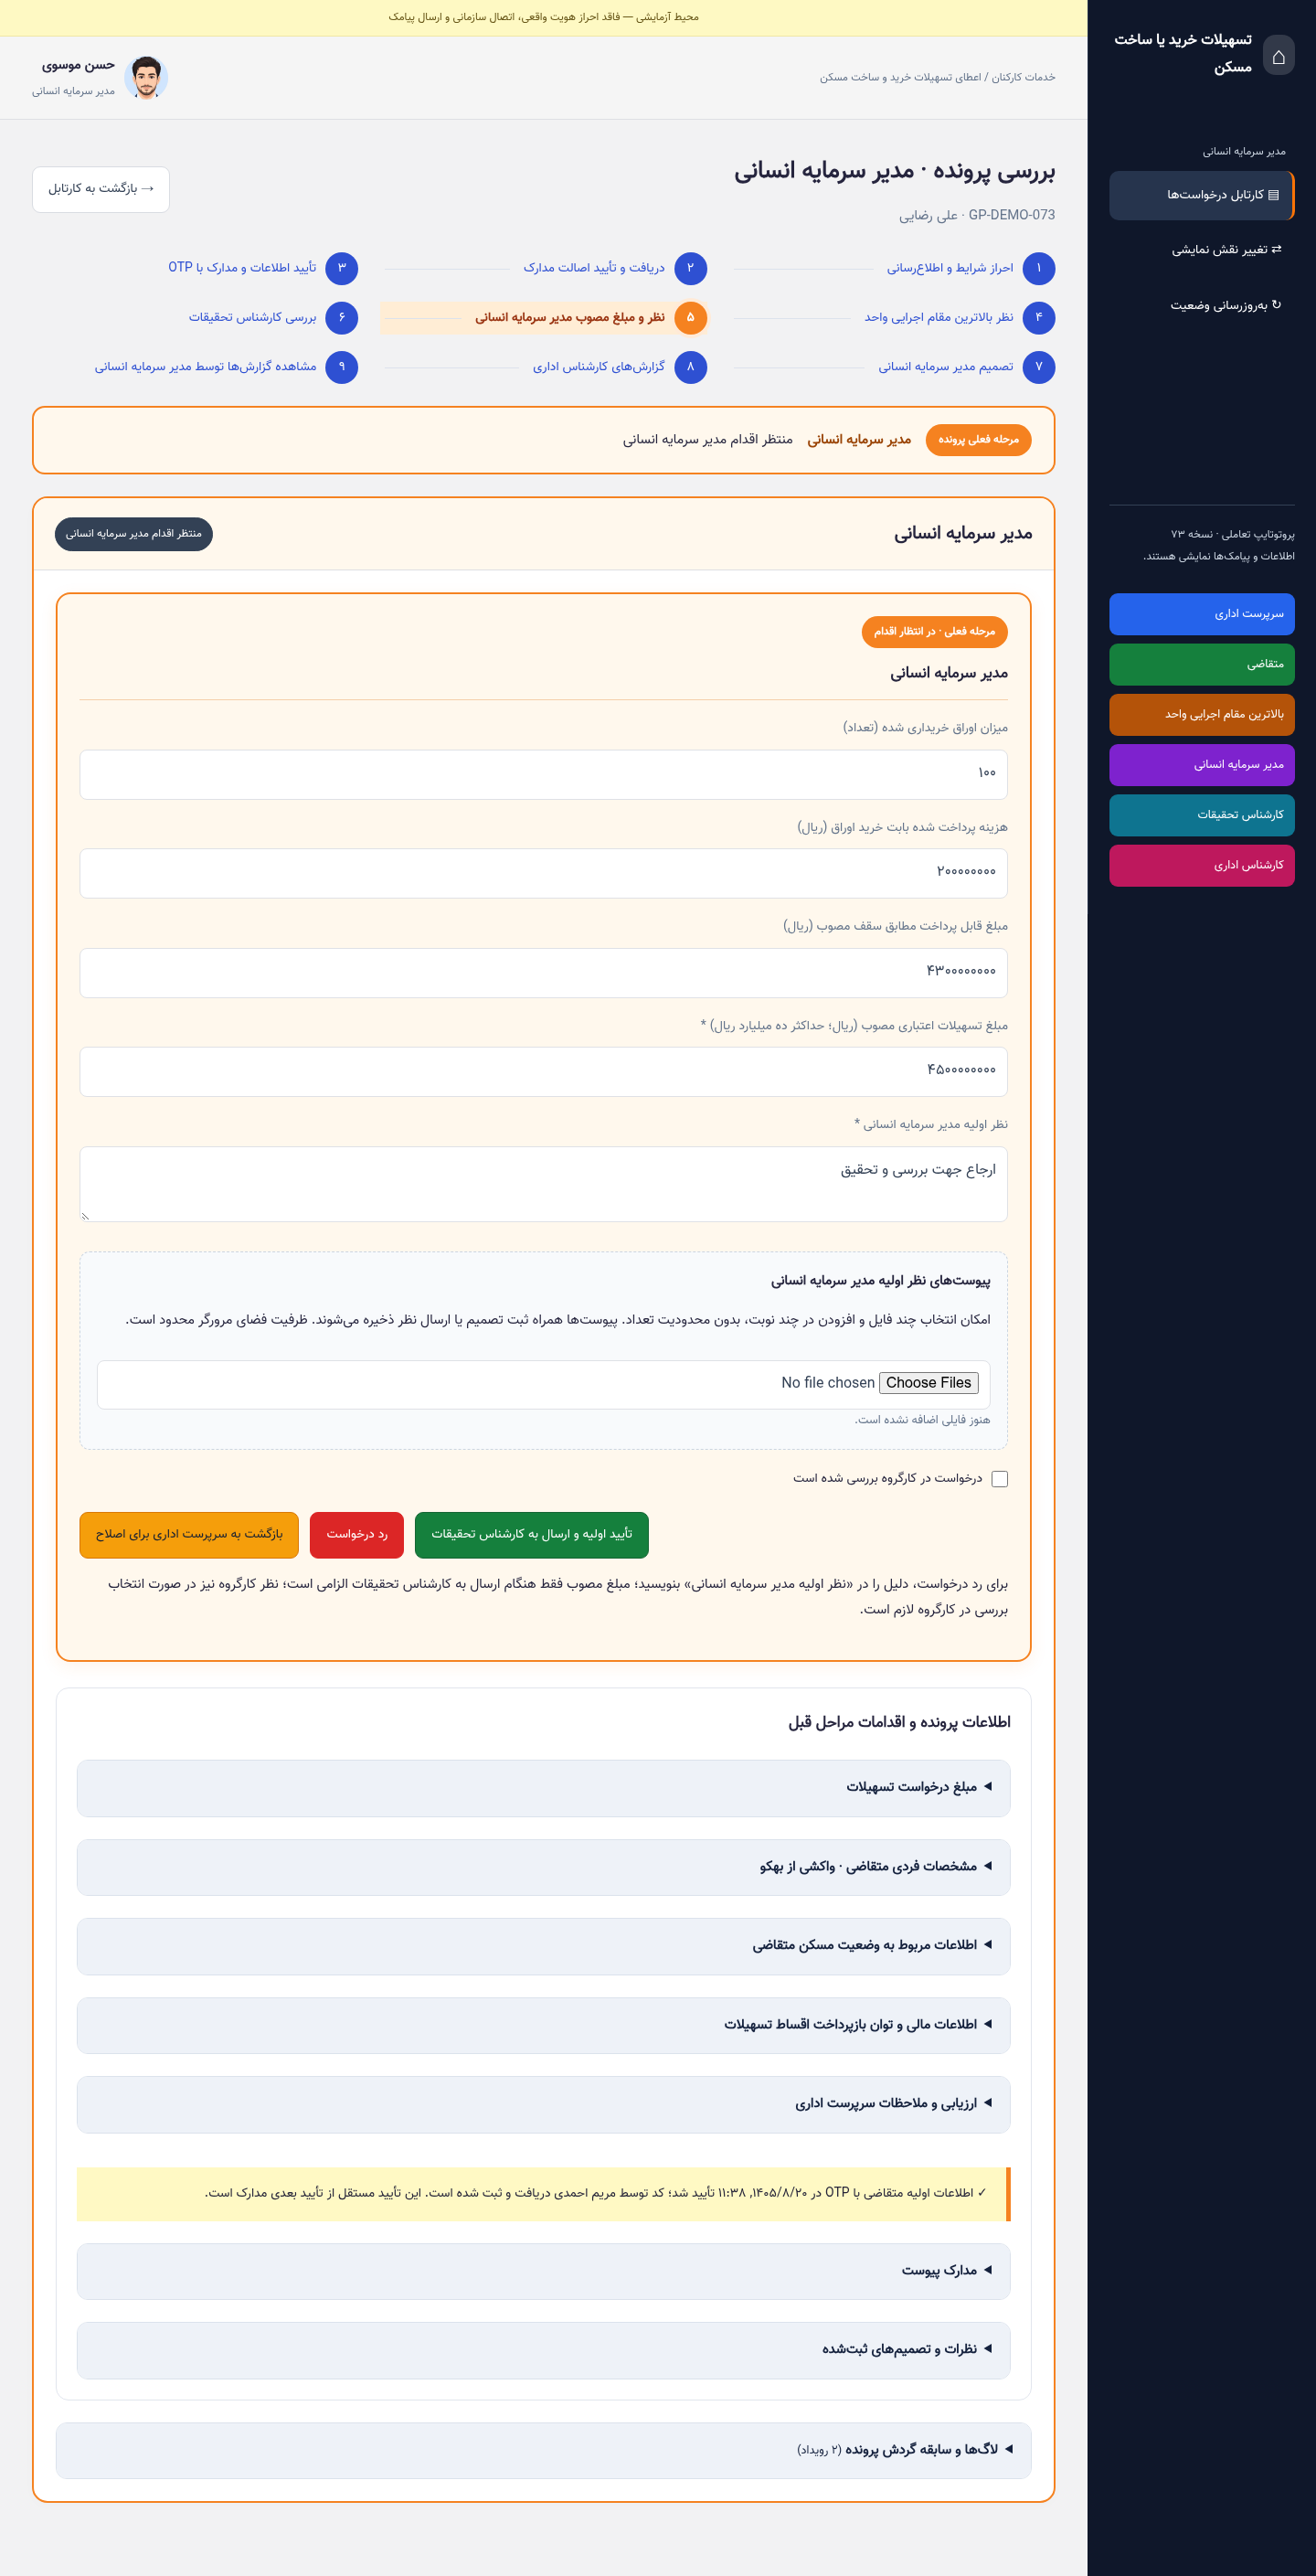 محیط آزمایشی — فاقد احراز هویت واقعی، اتصال سازمانی و ارسال پیامک
تسهیلات خرید یا ساخت
مسکن
مدیر سرمایه انسانی
▤ کارتابل درخواست‌ها
⇄ تغییر نقش نمایشی
↻ به‌روزرسانی وضعیت
پروتوتایپ تعاملی · نسخه ۷۳
اطلاعات و پیامک‌ها نمایشی هستند.
سرپرست اداری
متقاضی
بالاترین مقام اجرایی واحد
مدیر سرمایه انسانی
کارشناس تحقیقات
کارشناس اداری
خدمات کارکنان / اعطای تسهیلات خرید و ساخت مسکن
حسن موسوی
مدیر سرمایه انسانی
بررسی پرونده · مدیر سرمایه انسانی
GP-DEMO-073 · علی رضایی
→ بازگشت به کارتابل
۱ احراز شرایط و اطلاع‌رسانی
۲ دریافت و تأیید اصالت مدارک
۳ تأیید اطلاعات و مدارک با OTP
۴ نظر بالاترین مقام اجرایی واحد
۵ نظر و مبلغ مصوب مدیر سرمایه انسانی
۶ بررسی کارشناس تحقیقات
۷ تصمیم مدیر سرمایه انسانی
۸ گزارش‌های کارشناس اداری
۹ مشاهده گزارش‌ها توسط مدیر سرمایه انسانی
مرحله فعلی پرونده مدیر سرمایه انسانی منتظر اقدام مدیر سرمایه انسانی
مدیر سرمایه انسانی
منتظر اقدام مدیر سرمایه انسانی
مرحله فعلی · در انتظار اقدام
مدیر سرمایه انسانی
میزان اوراق خریداری شده (تعداد)
۱۰۰
هزینه پرداخت شده بابت خرید اوراق (ریال)
۲۰۰۰۰۰۰۰۰
مبلغ قابل پرداخت مطابق سقف مصوب (ریال)
۴۳۰۰۰۰۰۰۰۰
مبلغ تسهیلات اعتباری مصوب (ریال؛ حداکثر ده میلیارد ریال) *
۴۵۰۰۰۰۰۰۰۰
نظر اولیه مدیر سرمایه انسانی *
ارجاع جهت بررسی و تحقیق
پیوست‌های نظر اولیه مدیر سرمایه انسانی
امکان انتخاب چند فایل و افزودن در چند نوبت، بدون محدودیت تعداد. پیوست‌ها همراه ثبت تصمیم یا ارسال نظر ذخیره می‌شوند. ظرفیت فضای مرورگر محدود است.
Choose Files No file chosen
هنوز فایلی اضافه نشده است.
درخواست در کارگروه بررسی شده است
تأیید اولیه و ارسال به کارشناس تحقیقات
رد درخواست
بازگشت به سرپرست اداری برای اصلاح
برای رد درخواست، دلیل را در «نظر اولیه مدیر سرمایه انسانی» بنویسید؛ مبلغ مصوب فقط هنگام ارسال به کارشناس تحقیقات الزامی است؛ نظر کارگروه نیز در صورت انتخاب
بررسی در کارگروه لازم است.
اطلاعات پرونده و اقدامات مراحل قبل
مبلغ درخواست تسهیلات
مشخصات فردی متقاضی · واکشی از بهکو
اطلاعات مربوط به وضعیت مسکن متقاضی
اطلاعات مالی و توان بازپرداخت اقساط تسهیلات
ارزیابی و ملاحظات سرپرست اداری
✓ اطلاعات اولیه متقاضی با OTP در ۱۴۰۵/۸/۲۰, ۱۱:۳۸ تأیید شد؛ کد توسط مریم احمدی دریافت و ثبت شده است. این تأیید مستقل از تأیید بعدی مدارک است.
مدارک پیوست
نظرات و تصمیم‌های ثبت‌شده
لاگ‌ها و سابقه گردش پرونده (۲ رویداد)